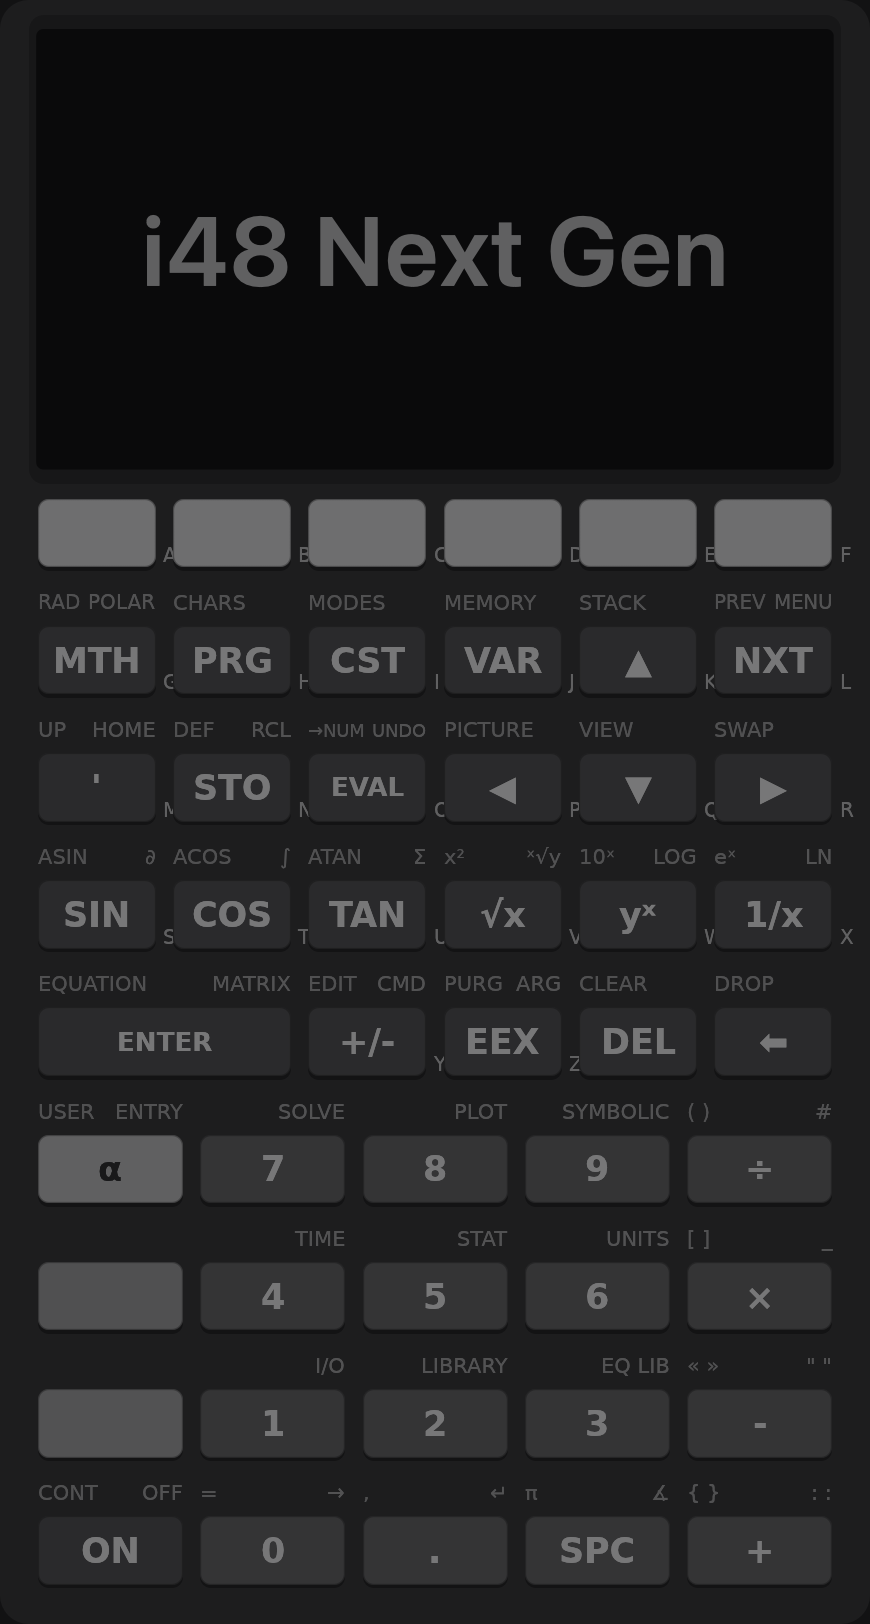 i48 Next Gen
A B C D E F
RAD POLAR CHARS MODES MEMORY STACK PREV MENU
MTH PRG CST VAR ▲ NXT
G H I J K L
UP HOME DEF RCL →NUM UNDO PICTURE VIEW SWAP
' STO EVAL ◀ ▼ ▶
M N O P Q R
ASIN ∂ ACOS ∫ ATAN Σ x² ˣ√y 10ˣ LOG eˣ LN
SIN COS TAN √x yˣ 1/x
S T U V W X
EQUATION MATRIX EDIT CMD PURG ARG CLEAR DROP
ENTER +/- EEX DEL ⬅
Y Z
USER ENTRY SOLVE PLOT SYMBOLIC ( ) #
α 7 8 9 ÷
TIME STAT UNITS [ ] _
4 5 6 ×
I/O LIBRARY EQ LIB « » " "
1 2 3 -
CONT OFF = → , ↵ π ∡ { } : :
ON 0 . SPC +